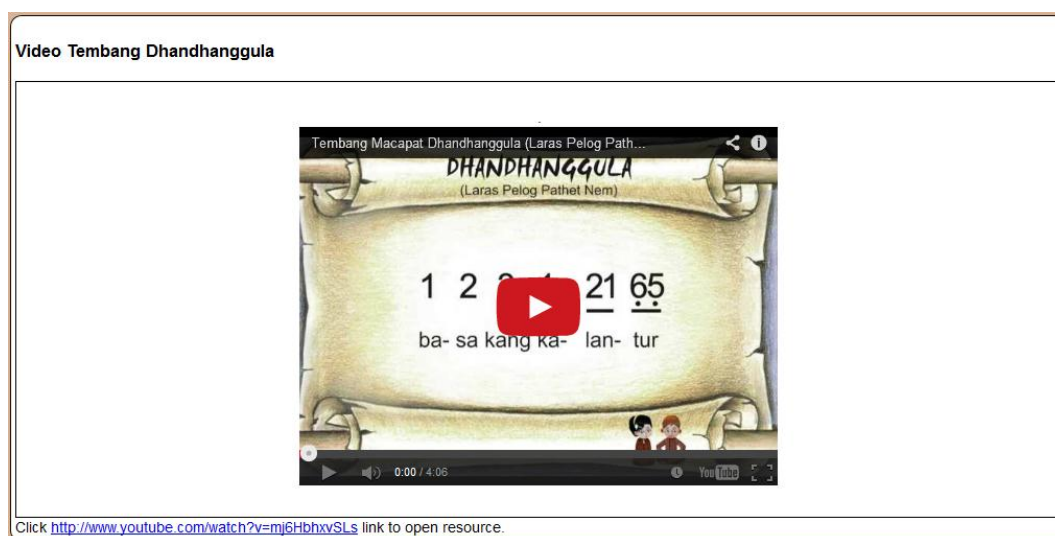 Video Tembang Dhandhanggula
Tembang Macapat Dhandhanggula (Laras Pelog Path...
DHANDHANGGULA
(Laras Pelog Pathet Nem)
1 2 21 65
ba- sa kang ka- lan- tur
0:00 / 4:06
YouTube
Click http://www.youtube.com/watch?v=mj6HbhxvSLs link to open resource.